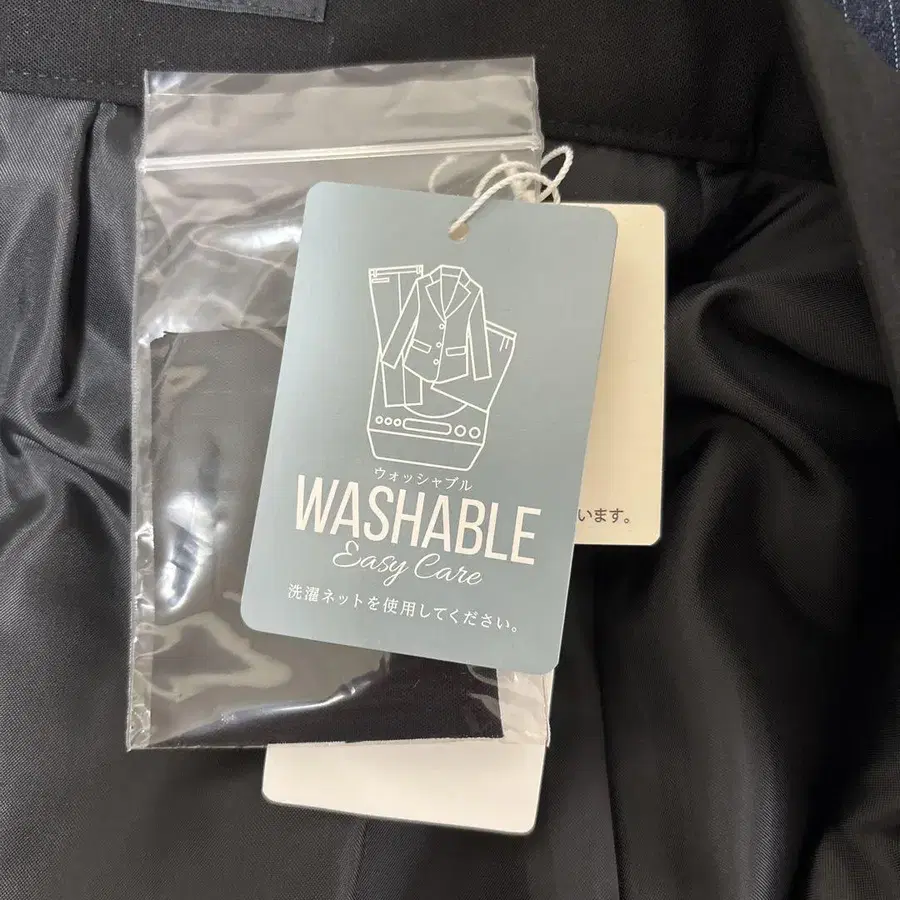 ウォッシャブル
WASHABLE
Easy Care
洗濯ネットを使用してください。
います。